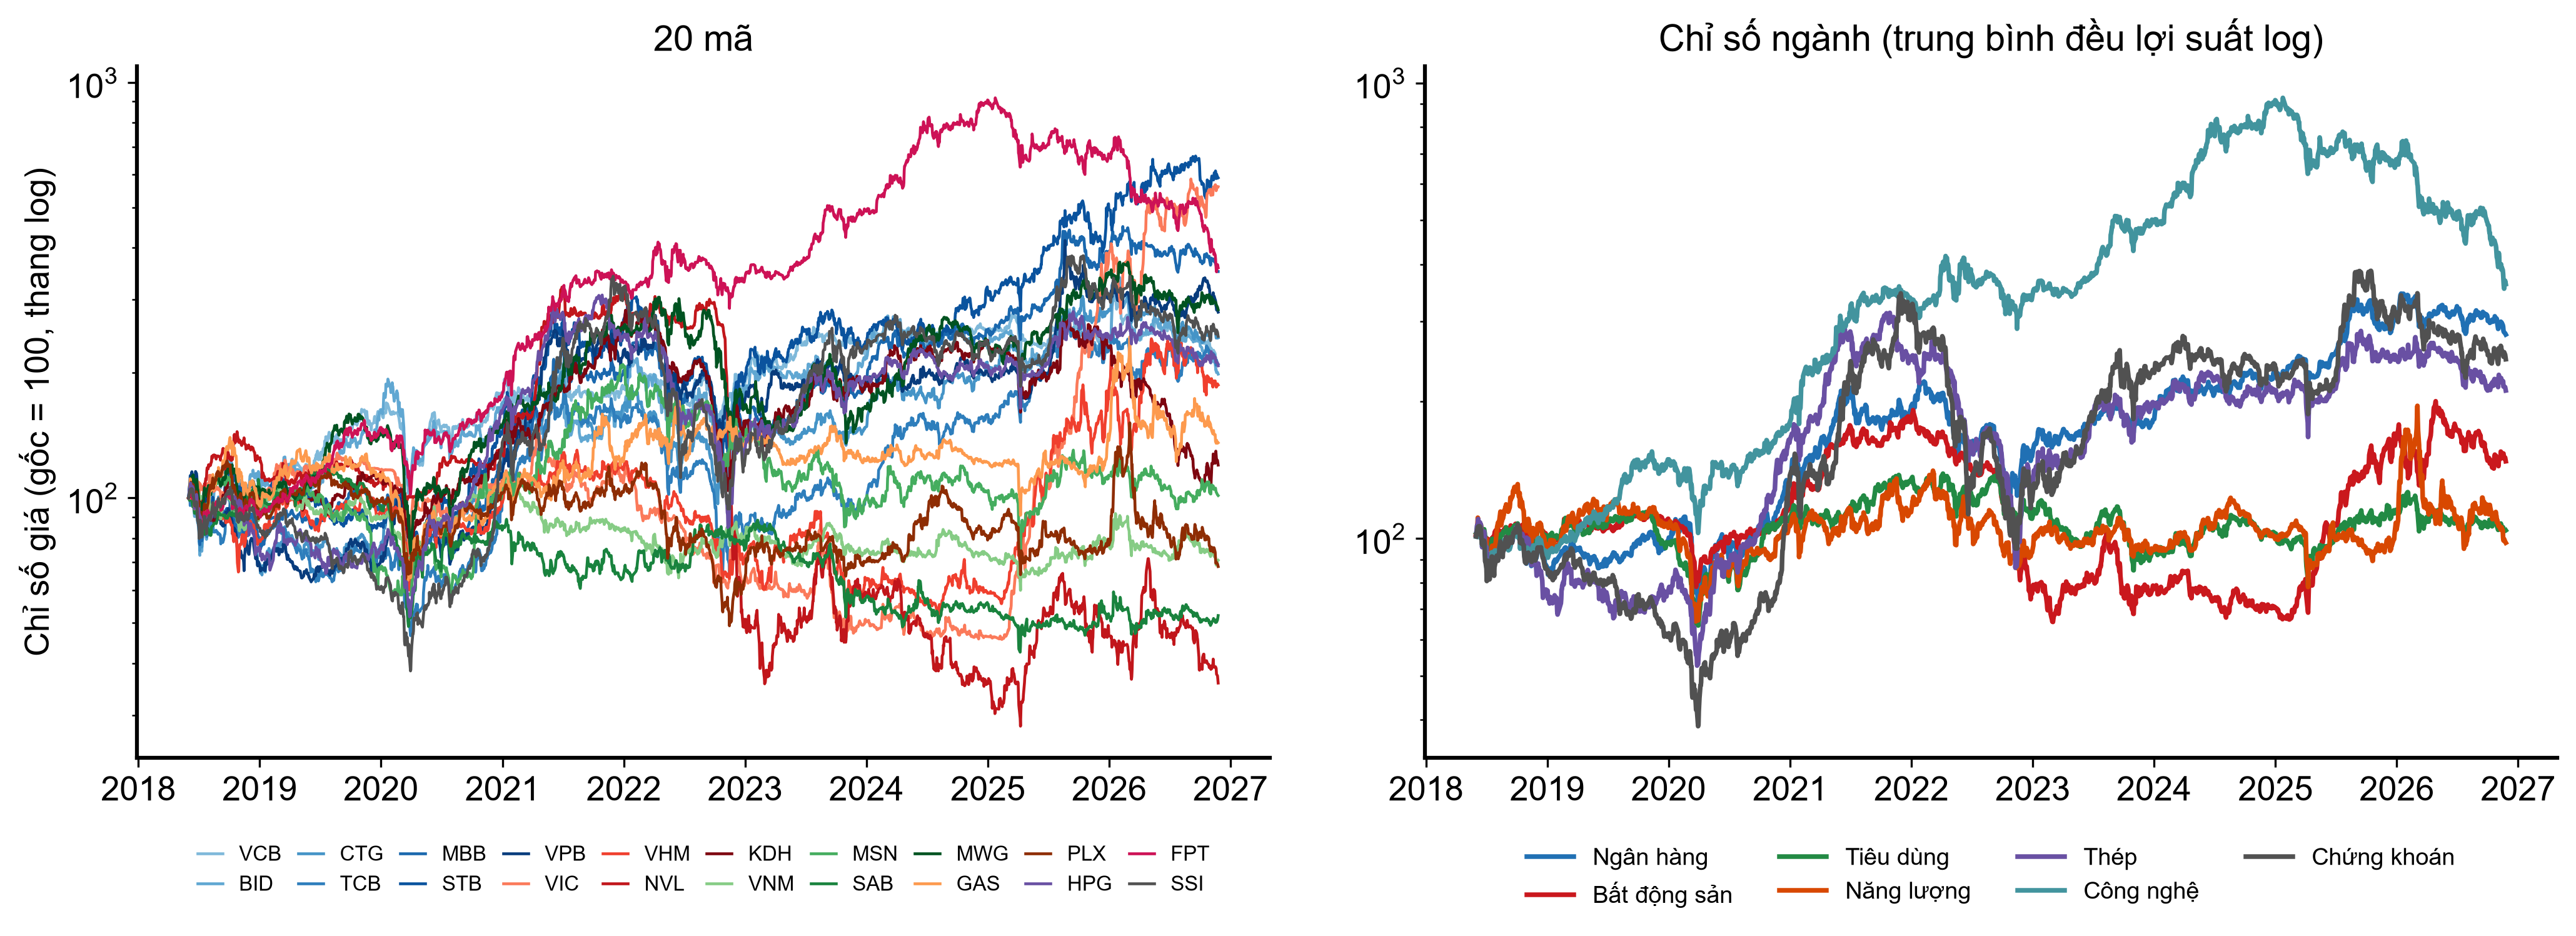 20 mã
Chỉ số giá (gốc = 100, thang log)
10³
10²
2018 2019 2020 2021 2022 2023 2024 2025 2026 2027
VCB CTG MBB VPB VHM KDH MSN MWG PLX FPT
BID TCB STB VIC NVL VNM SAB GAS HPG SSI
Chỉ số ngành (trung bình đều lợi suất log)
10³
10²
2018 2019 2020 2021 2022 2023 2024 2025 2026 2027
Ngân hàng Tiêu dùng Thép Chứng khoán
Bất động sản Năng lượng Công nghệ